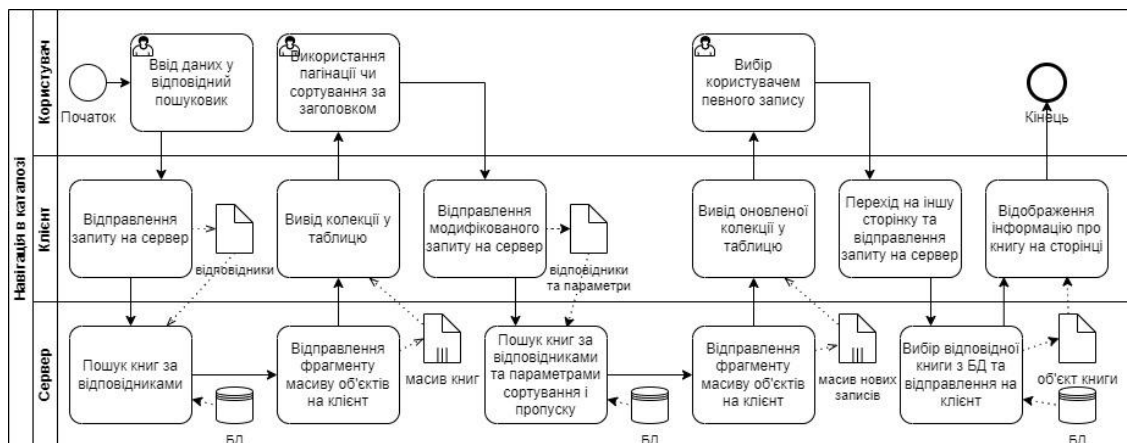 Навігація в каталозі
Користувач
Початок
Ввід даних у
відповідний
пошуковик
Використання
пагінації чи
сортування за
заголовком
Вибір
користувачем
певного запису
Кінець
Клієнт
Відправлення
запиту на сервер
відповідники
Вивід колекції у
таблицю
Відправлення
модифікованого
запиту на сервер
відповідники
та параметри
Вивід оновленої
колекції у
таблицю
Перехід на іншу
сторінку та
відправлення
запиту на сервер
Відображення
інформацію про
книгу на сторінці
Сервер
Пошук книг за
відповідниками
БД
Відправлення
фрагменту
масиву об'єктів
на клієнт
масив книг
Пошук книг за
відповідниками
та параметрами
сортування і
пропуску
БД
Відправлення
фрагменту
масиву об'єктів
на клієнт
масив нових
записів
Вибір відповідної
книги з БД та
відправлення на
клієнт
об'єкт книги
БД